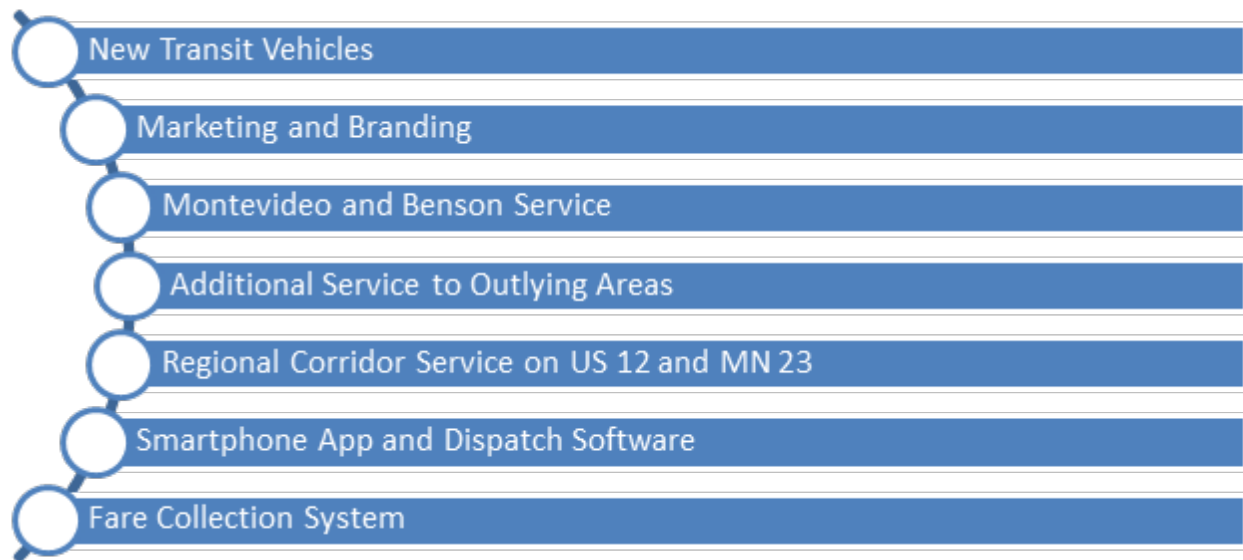 New Transit Vehicles
Marketing and Branding
Montevideo and Benson Service
Additional Service to Outlying Areas
Regional Corridor Service on US 12 and MN 23
Smartphone App and Dispatch Software
Fare Collection System